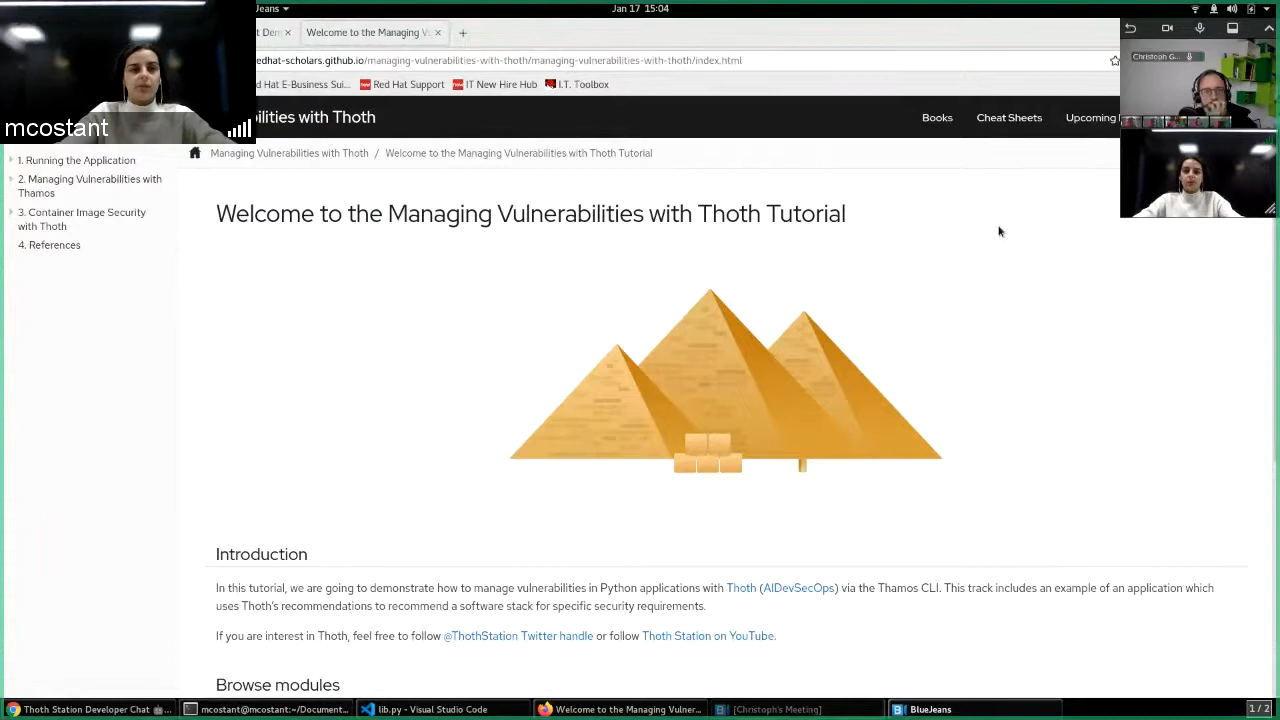 Jeans
Jan 17 15:04
mcostant
t Den
Welcome to the Managing V
edhat-scholars.github.io/managing-vulnerabilities-with-thoth/managing-vulnerabilities-with-thoth/index.html
d Hat E-Business Sui...
Red Hat Support
IT New Hire Hub
I.T. Toolbox
Christoph G...
ilities with Thoth
Books
Cheat Sheets
Upcoming
Managing Vulnerabilities with Thoth / Welcome to the Managing Vulnerabilities with Thoth Tutorial
1. Running the Application
2. Managing Vulnerabilities with
Thamos
3. Container Image Security
with Thoth
4. References
Welcome to the Managing Vulnerabilities with Thoth Tutorial
Introduction
In this tutorial, we are going to demonstrate how to manage vulnerabilities in Python applications with Thoth (AIDevSecOps) via the Thamos CLI. This track includes an example of an application which
uses Thoth's recommendations to recommend a software stack for specific security requirements.
If you are interest in Thoth, feel free to follow @ThothStation Twitter handle or follow Thoth Station on YouTube.
Browse modules
Thoth Station Developer Chat
mcostant@mcostant:~/Document...
lib.py - Visual Studio Code
Welcome to the Managing Vulner...
[Christoph's Meeting]
BlueJeans
1 / 2